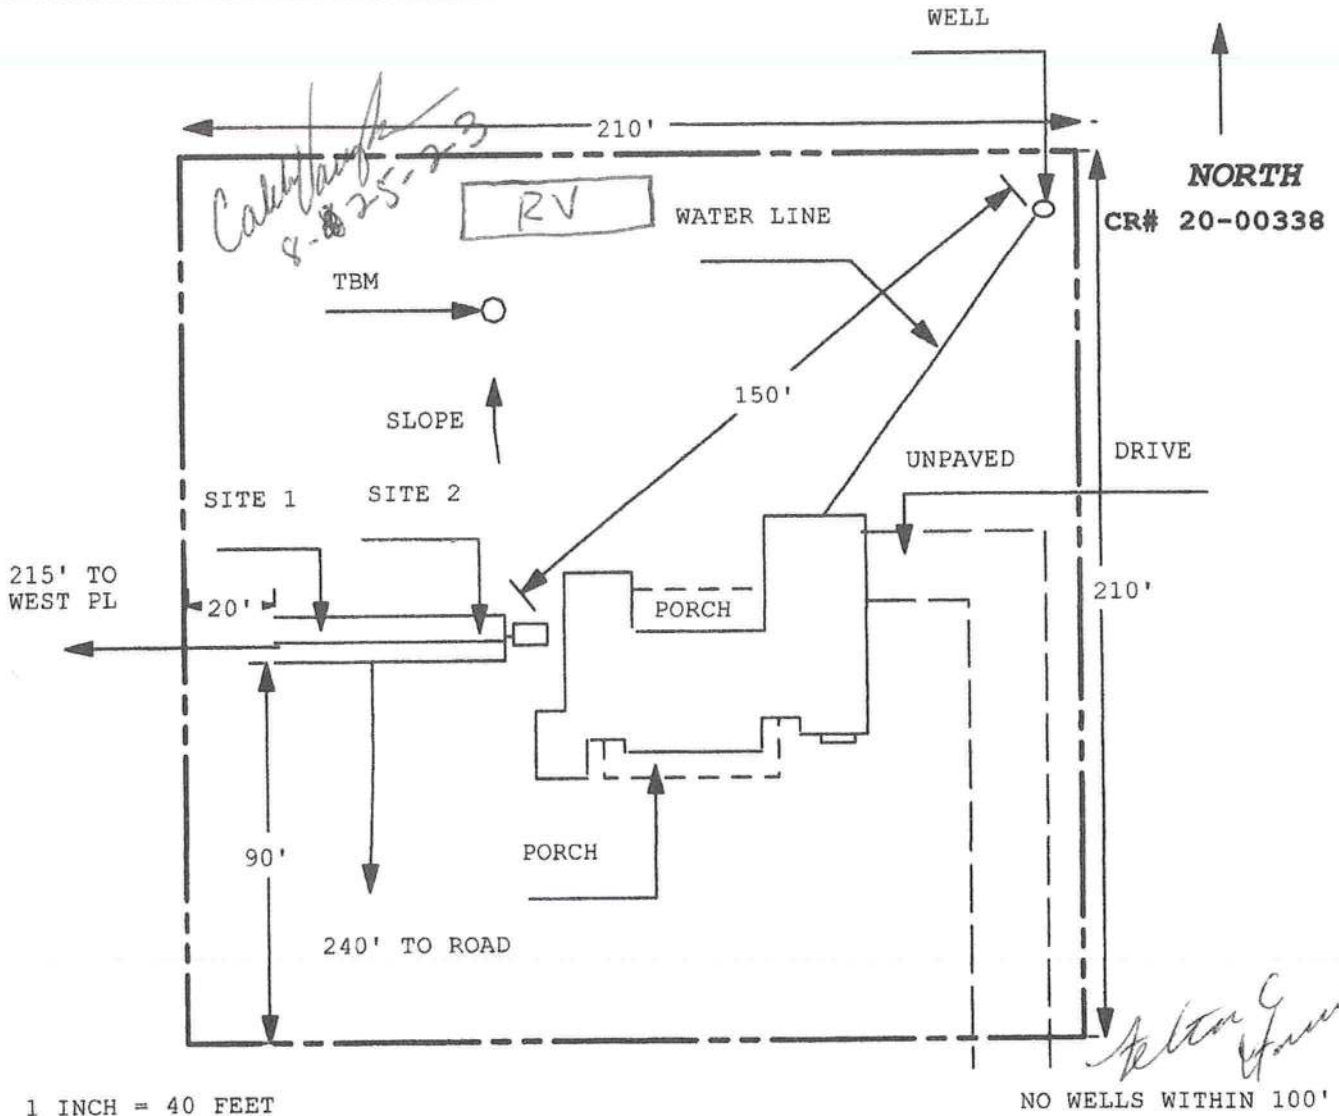 WELL
210'
NORTH
CR# 20-00338
RV
WATER LINE
TBM
150'
SLOPE
UNPAVED
DRIVE
SITE 1
SITE 2
215' TO
WEST PL
20'
PORCH
210'
90'
PORCH
240' TO ROAD
1 INCH = 40 FEET
NO WELLS WITHIN 100'